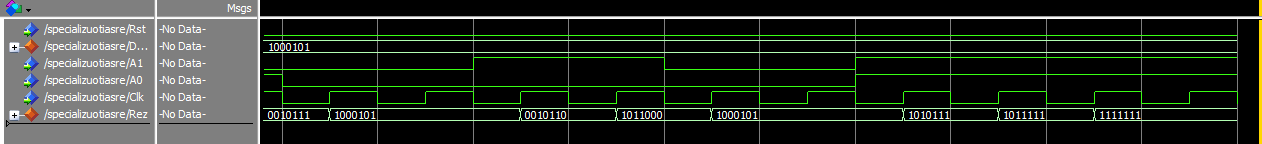 Msgs
/specializuotiasre/Rst -No Data-
/specializuotiasre/D... -No Data- 1000101
/specializuotiasre/A1 -No Data-
/specializuotiasre/A0 -No Data-
/specializuotiasre/Clk -No Data-
/specializuotiasre/Rez -No Data- 0010111 1000101 0010110 1011000 1000101 1010111 1011111 1111111